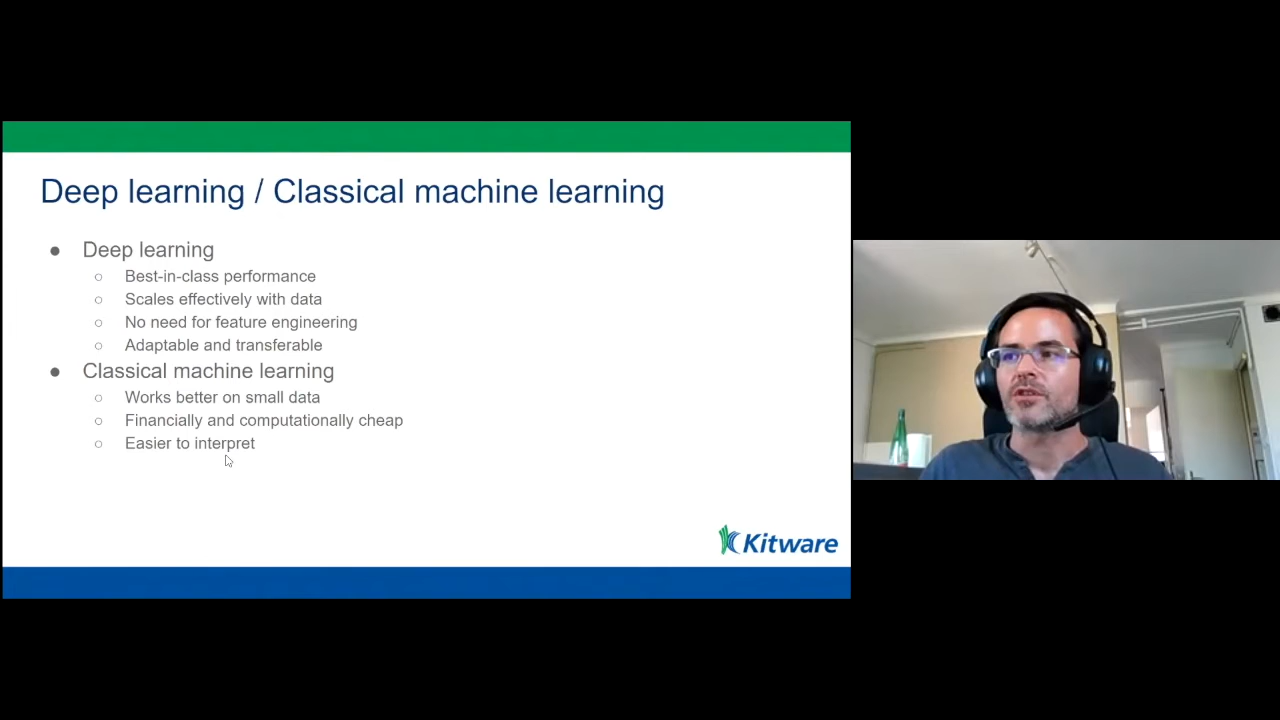 Deep learning / Classical machine learning
● Deep learning
○ Best-in-class performance
○ Scales effectively with data
○ No need for feature engineering
○ Adaptable and transferable
● Classical machine learning
○ Works better on small data
○ Financially and computationally cheap
○ Easier to interpret
Kitware